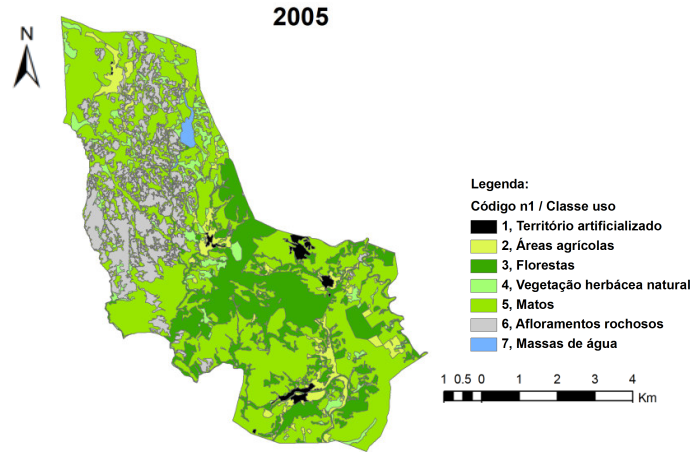 2005
N
Legenda:
Código n1 / Classe uso
1, Território artificializado
2, Áreas agrícolas
3, Florestas
4, Vegetação herbácea natural
5, Matos
6, Afloramentos rochosos
7, Massas de água
1 0.5 0 1 2 3 4
Km